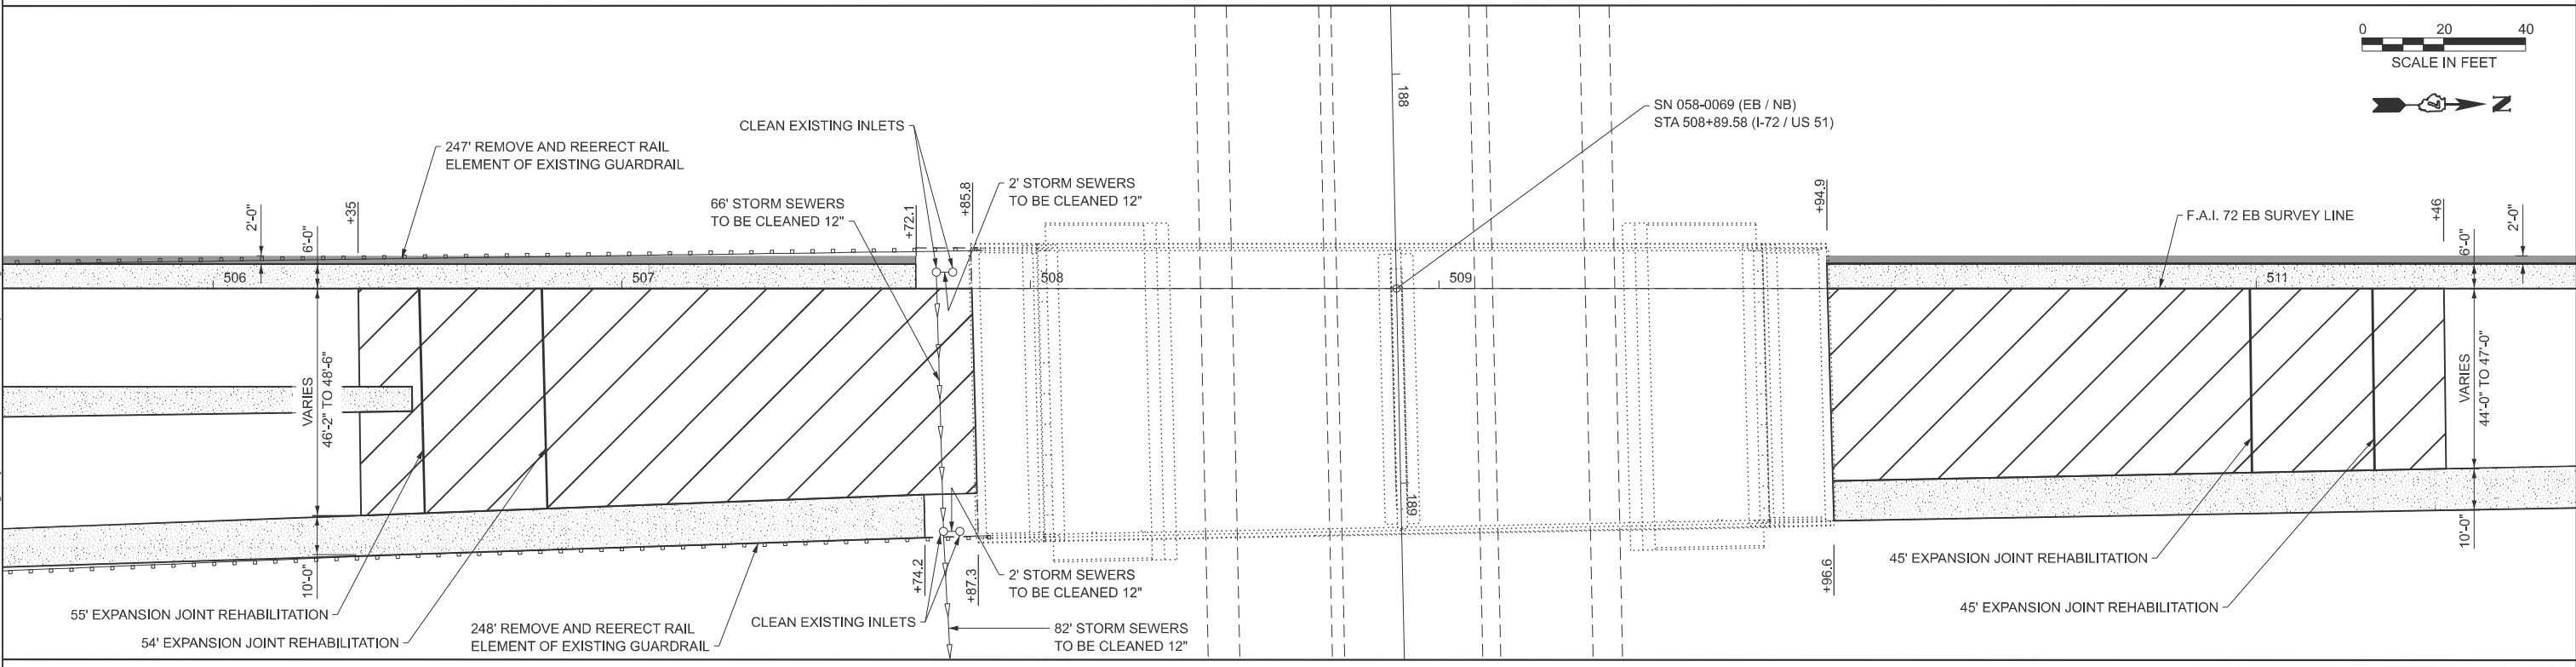 0 20 40
SCALE IN FEET
N
188
SN 058-0069 (EB / NB)
STA 508+89.58 (I-72 / US 51)
CLEAN EXISTING INLETS
247' REMOVE AND REERECT RAIL
ELEMENT OF EXISTING GUARDRAIL
2' STORM SEWERS
TO BE CLEANED 12"
66' STORM SEWERS
TO BE CLEANED 12"
2'-0"
6'-0"
+35
+72.1
+85.8
+94.9
F.A.I. 72 EB SURVEY LINE
+46
6'-0"
2'-0"
506
507
508
509
511
VARIES
46'-2" TO 48'-6"
VARIES
44'-0" TO 47'-0"
189
10'-0"
10'-0"
+74.2
+87.3
+96.6
55' EXPANSION JOINT REHABILITATION
54' EXPANSION JOINT REHABILITATION
248' REMOVE AND REERECT RAIL
ELEMENT OF EXISTING GUARDRAIL
CLEAN EXISTING INLETS
2' STORM SEWERS
TO BE CLEANED 12"
82' STORM SEWERS
TO BE CLEANED 12"
45' EXPANSION JOINT REHABILITATION
45' EXPANSION JOINT REHABILITATION